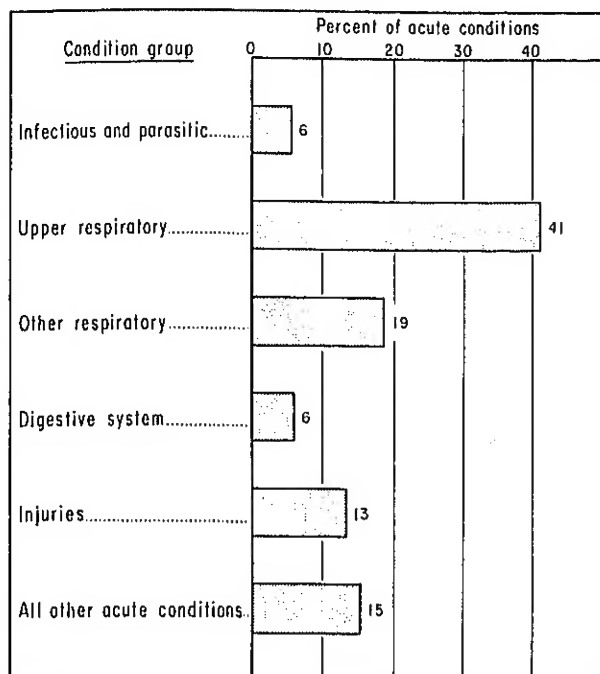 Percent of acute conditions
Condition group 0 10 20 30 40
Infectious and parasitic.......... 6
Upper respiratory.................... 41
Other respiratory.................... 19
Digestive system..................... 6
Injuries...................................... 13
All other acute conditions.. 15